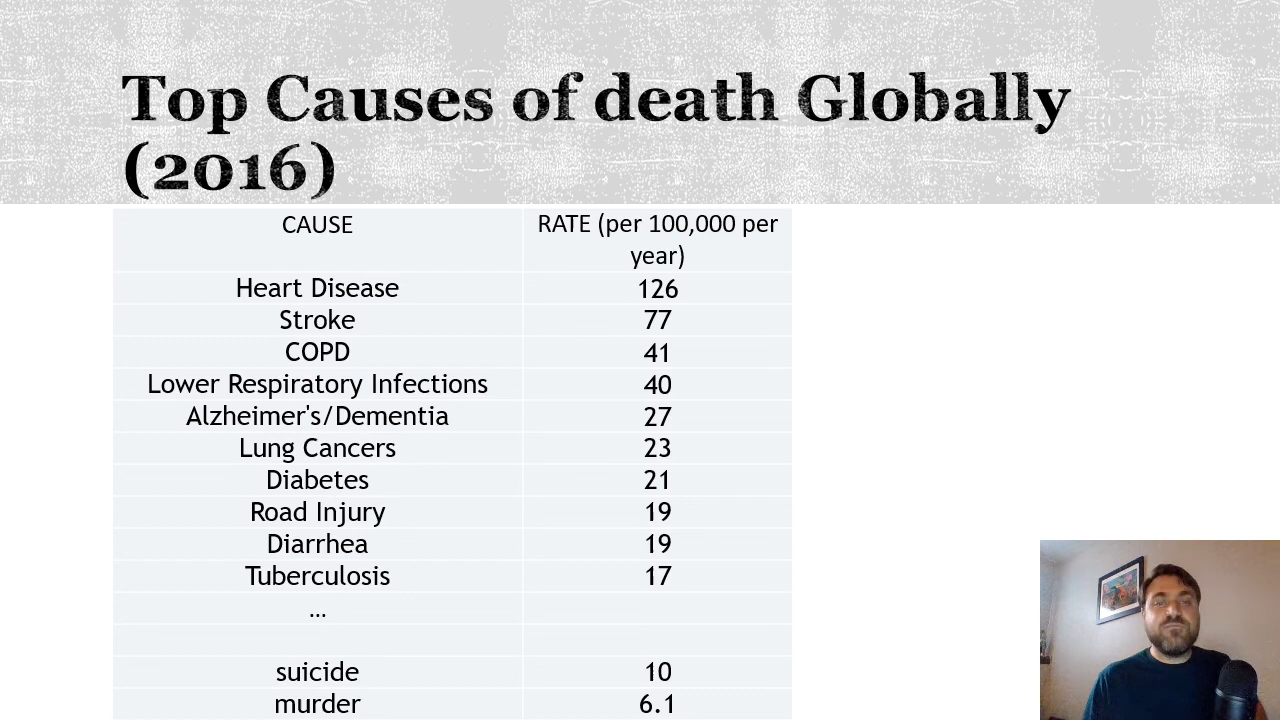 Top Causes of death Globally
(2016)
CAUSE RATE (per 100,000 per
year)
Heart Disease 126
Stroke 77
COPD 41
Lower Respiratory Infections 40
Alzheimer's/Dementia 27
Lung Cancers 23
Diabetes 21
Road Injury 19
Diarrhea 19
Tuberculosis 17
…
suicide 10
murder 6.1